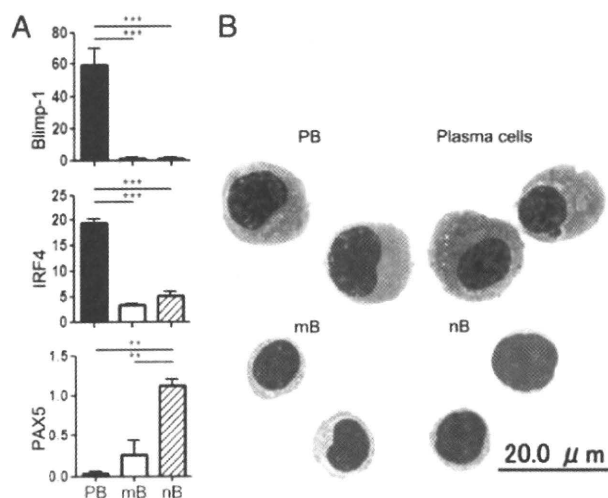 A
B
***
***
80
60
40
20
0
Blimp-1
***
***
25
20
15
10
5
0
IRF4
**
**
1.5
1.0
0.5
0.0
PAX5
PB mB nB
PB Plasma cells
mB nB
20.0 μm